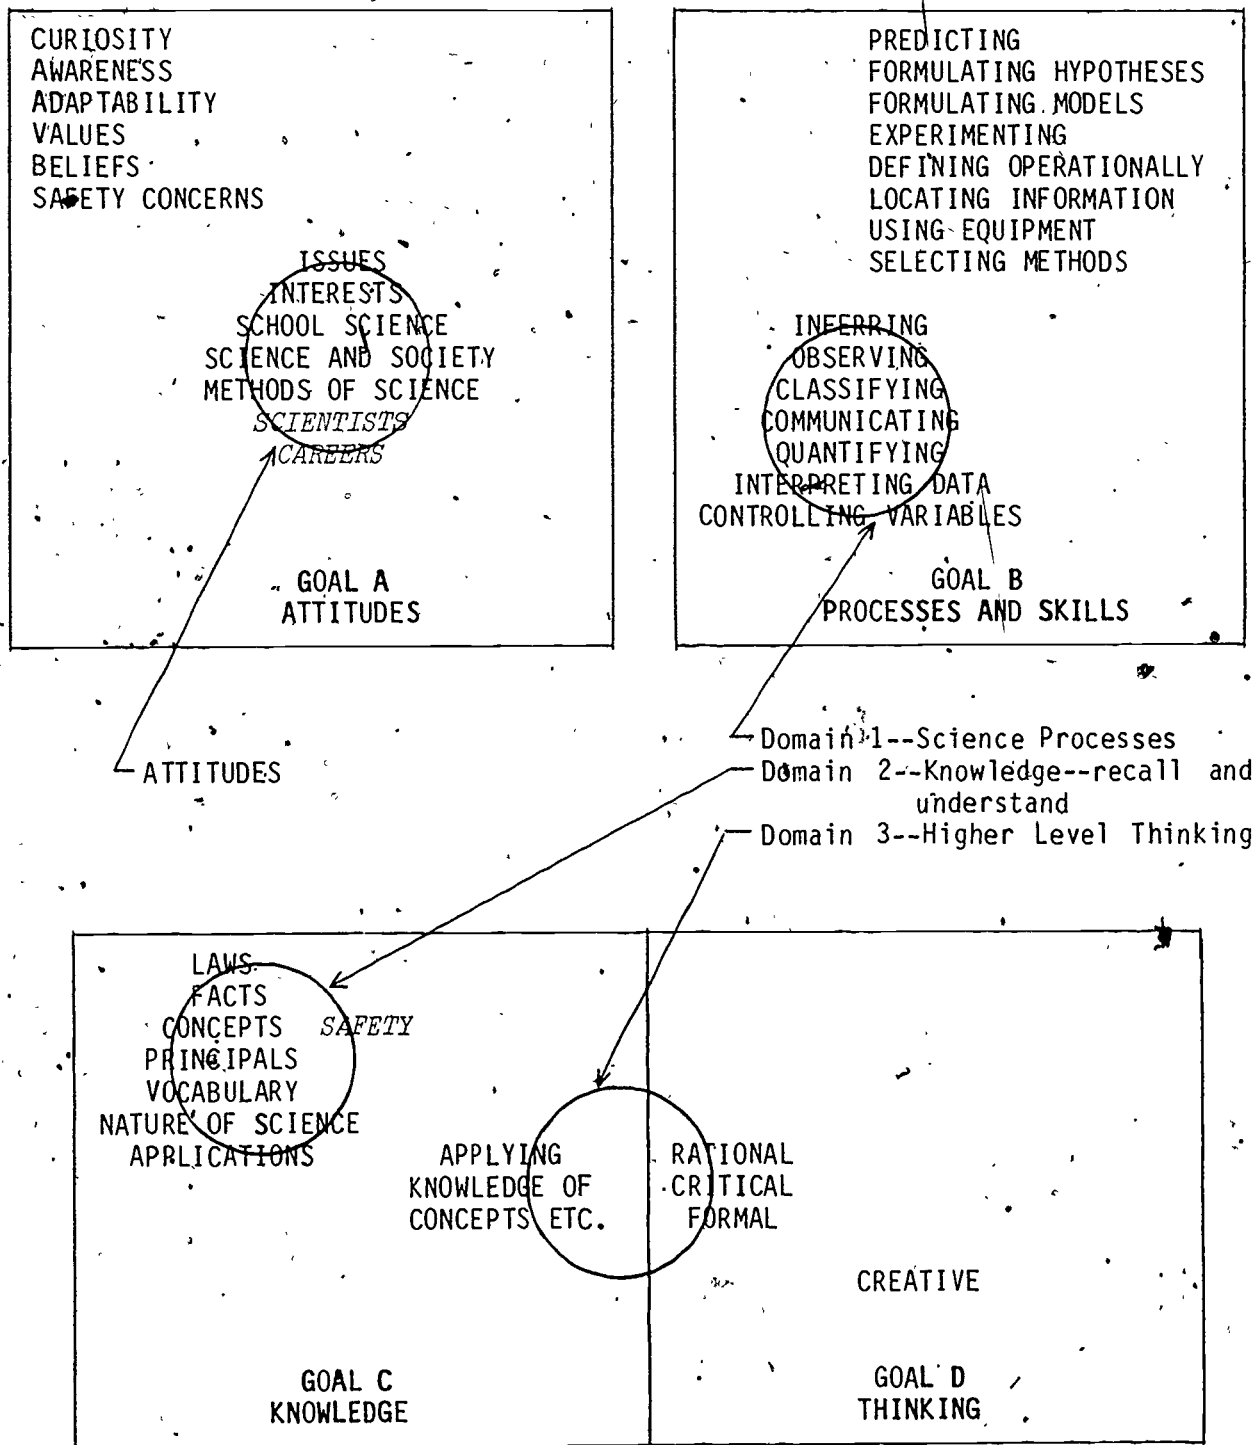 CURIOSITY
AWARENESS
ADAPTABILITY
VALUES
BELIEFS
SAFETY CONCERNS
ISSUES
INTERESTS
SCHOOL SCIENCE
SCIENCE AND SOCIETY
METHODS OF SCIENCE
SCIENTISTS
CAREERS
GOAL A
ATTITUDES
PREDICTING
FORMULATING HYPOTHESES
FORMULATING MODELS
EXPERIMENTING
DEFINING OPERATIONALLY
LOCATING INFORMATION
USING EQUIPMENT
SELECTING METHODS
INFERRING
OBSERVING
CLASSIFYING
COMMUNICATING
QUANTIFYING
INTERPRETING DATA
CONTROLLING VARIABLES
GOAL B
PROCESSES AND SKILLS
ATTITUDES
Domain 1--Science Processes
Domain 2--Knowledge--recall and
understand
Domain 3--Higher Level Thinking
LAWS
FACTS
CONCEPTS SAFETY
PRINCIPALS
VOCABULARY
NATURE OF SCIENCE
APPLICATIONS
APPLYING
KNOWLEDGE OF
CONCEPTS ETC.
GOAL C
KNOWLEDGE
RATIONAL
CRITICAL
FORMAL
CREATIVE
GOAL D
THINKING